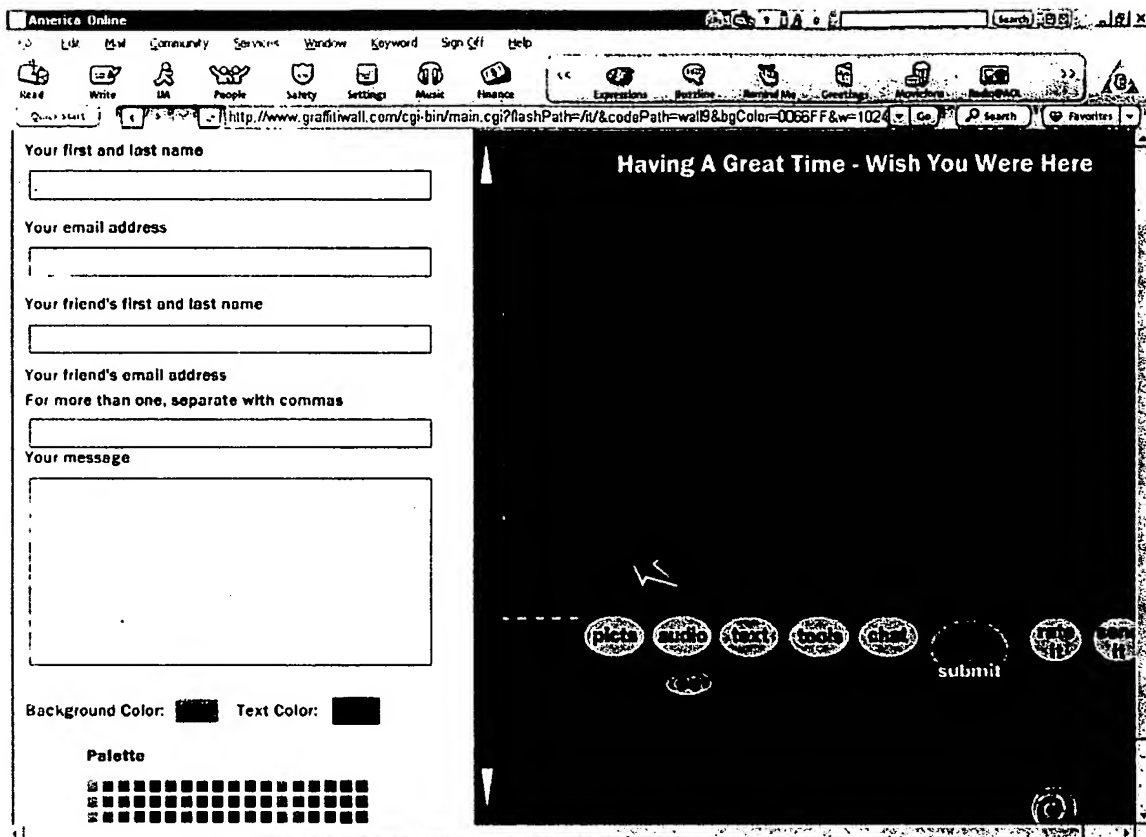 America Online
Search
Edit Mail Community Services Window Keyword Sign Off Help
Read Write IM People Safety Settings Music Finance Expressions Buzzline Remind Me Greetings Moviefone Radio@AOL
Quick Start http://www.graffitiwall.com/cgi-bin/main.cgi?flashPath=/it/&codePath=wall9&bgColor=0066FF&w=1024 Go Search Favorites
Your first and last name
Having A Great Time - Wish You Were Here
Your email address
Your friend's first and last name
Your friend's email address
For more than one, separate with commas
Your message
picts audio text tools chat submit it it
Background Color: Text Color:
Palette